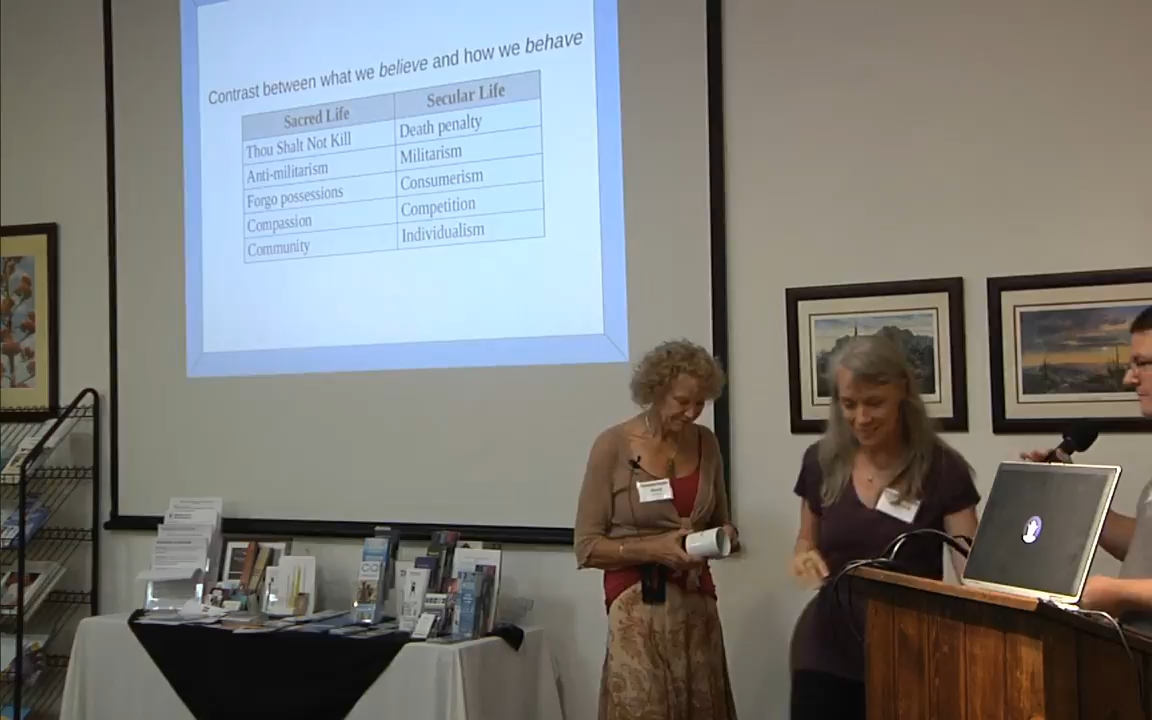 Contrast between what we believe and how we behave
Sacred Life Secular Life
Thou Shalt Not Kill Death penalty
Anti-militarism Militarism
Forgo possessions Consumerism
Compassion Competition
Community Individualism